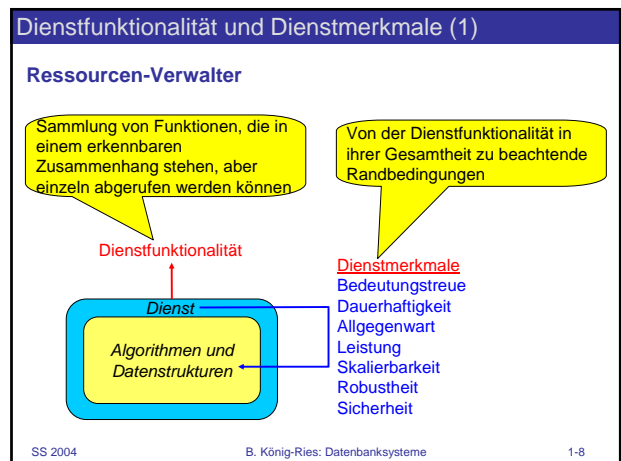 Dienstfunktionalität und Dienstmerkmale (1)
Ressourcen-Verwalter
Sammlung von Funktionen, die in
einem erkennbaren
Zusammenhang stehen, aber
einzeln abgerufen werden können
Von der Dienstfunktionalität in
ihrer Gesamtheit zu beachtende
Randbedingungen
Dienstfunktionalität
Dienst
Algorithmen und
Datenstrukturen
Dienstmerkmale
Bedeutungstreue
Dauerhaftigkeit
Allgegenwart
Leistung
Skalierbarkeit
Robustheit
Sicherheit
SS 2004 B. König-Ries: Datenbanksysteme 1-8